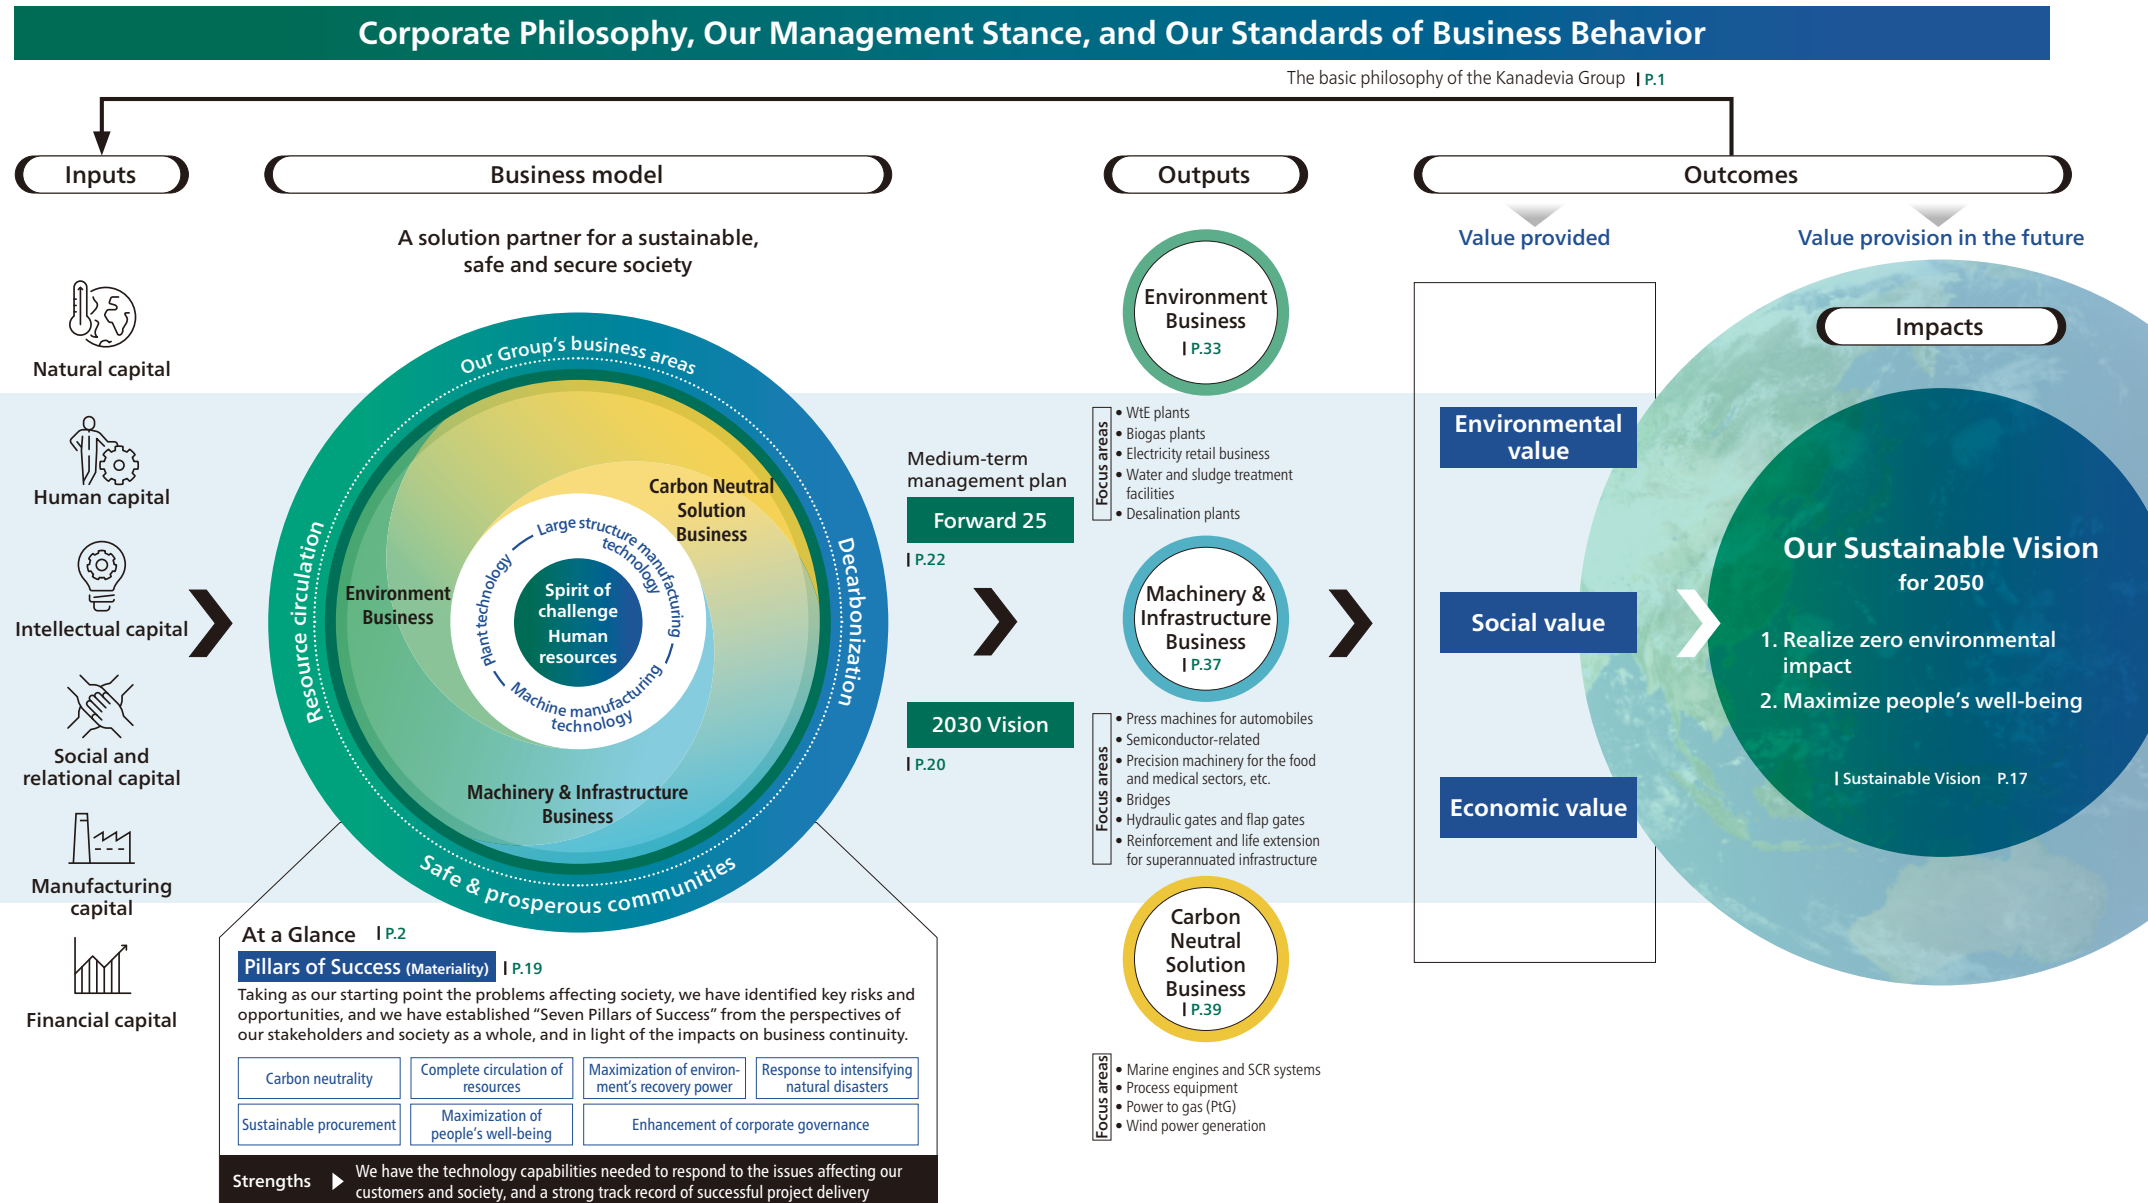 Corporate Philosophy, Our Management Stance, and Our Standards of Business Behavior
The basic philosophy of the Kanadevia Group | P.1
Inputs
Natural capital
Human capital
Intellectual capital
Social and
relational capital
Manufacturing
capital
Financial capital
Business model
A solution partner for a sustainable,
safe and secure society
Our Group's business areas
Resource circulation
Decarbonization
Safe & prosperous communities
Carbon Neutral
Solution
Business
Environment
Business
Machinery & Infrastructure
Business
Large structure manufacturing
technology
Plant technology
Machine manufacturing
technology
Spirit of
challenge
Human
resources
At a Glance | P.2
Pillars of Success (Materiality) | P.19
Taking as our starting point the problems affecting society, we have identified key risks and
opportunities, and we have established “Seven Pillars of Success” from the perspectives of
our stakeholders and society as a whole, and in light of the impacts on business continuity.
Carbon neutrality
Complete circulation of
resources
Maximization of environ-
ment's recovery power
Response to intensifying
natural disasters
Sustainable procurement
Maximization of
people's well-being
Enhancement of corporate governance
Strengths
We have the technology capabilities needed to respond to the issues affecting our
customers and society, and a strong track record of successful project delivery
Medium-term
management plan
Forward 25
| P.22
2030 Vision
| P.20
Outputs
Environment
Business
| P.33
Focus areas
• WtE plants
• Biogas plants
• Electricity retail business
• Water and sludge treatment
facilities
• Desalination plants
Machinery &
Infrastructure
Business
| P.37
Focus areas
• Press machines for automobiles
• Semiconductor-related
• Precision machinery for the food
and medical sectors, etc.
• Bridges
• Hydraulic gates and flap gates
• Reinforcement and life extension
for superannuated infrastructure
Carbon
Neutral
Solution
Business
| P.39
Focus areas
• Marine engines and SCR systems
• Process equipment
• Power to gas (PtG)
• Wind power generation
Outcomes
Value provided
Environmental
value
Social value
Economic value
Value provision in the future
Impacts
Our Sustainable Vision
for 2050
1. Realize zero environmental
impact
2. Maximize people's well-being
| Sustainable Vision P.17